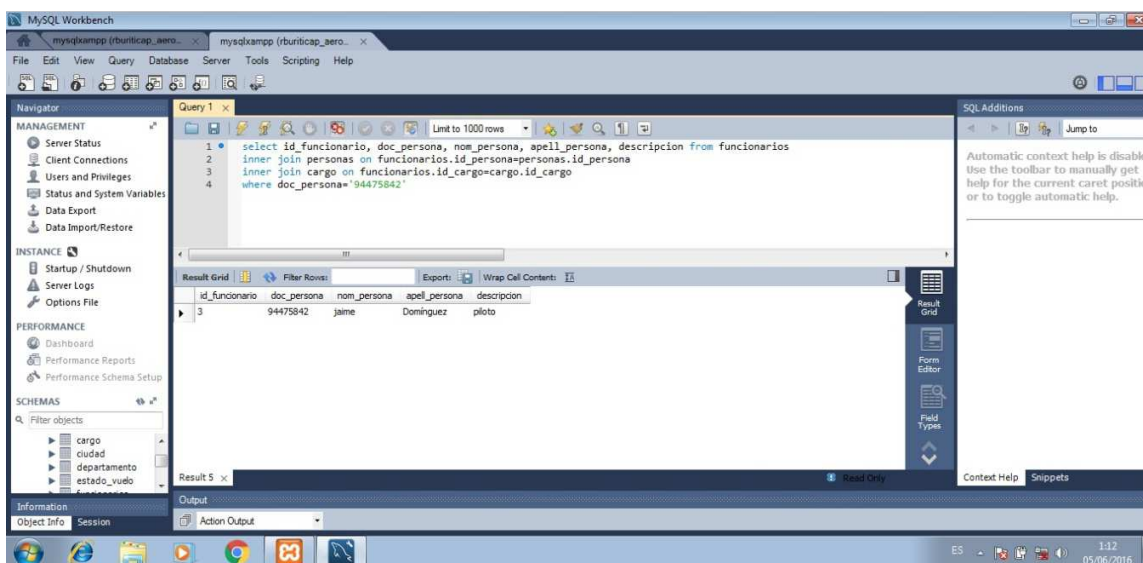 MySQL Workbench
mysqlxampp (rburiticap_aero... × mysqlxampp (rburiticap_aero... ×
File Edit View Query Database Server Tools Scripting Help
Navigator
MANAGEMENT
Server Status
Client Connections
Users and Privileges
Status and System Variables
Data Export
Data Import/Restore
INSTANCE
Startup / Shutdown
Server Logs
Options File
PERFORMANCE
Dashboard
Performance Reports
Performance Schema Setup
SCHEMAS
Filter objects
cargo
ciudad
departamento
estado_vuelo
Information
Object Info Session
Query 1 ×
Limit to 1000 rows
1 select id_funcionario, doc_persona, nom_persona, apell_persona, descripcion from funcionarios
2 inner join personas on funcionarios.id_persona=personas.id_persona
3 inner join cargo on funcionarios.id_cargo=cargo.id_cargo
4 where doc_persona='94475842'
Result Grid Filter Rows: Export: Wrap Cell Content:
id_funcionario doc_persona nom_persona apell_persona descripcion
3 94475842 jaime Domínguez piloto
Result Grid
Form Editor
Field Types
Result 5 × Read Only
Output
Action Output
SQL Additions
Jump to
Automatic context help is disabl
Use the toolbar to manually get
help for the current caret positi
or to toggle automatic help.
Context Help Snippets
ES 1:12
05/06/2016